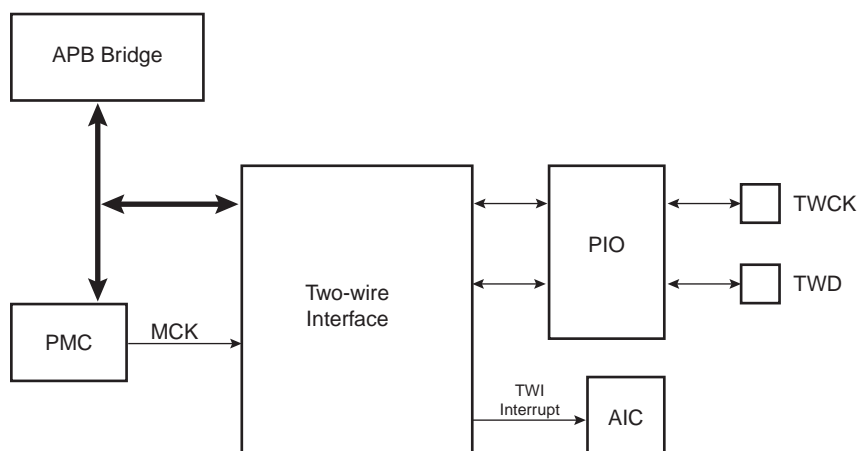 APB Bridge
TWCK
PIO
TWD
Two-wire
Interface
PMC
MCK
TWI
Interrupt
AIC